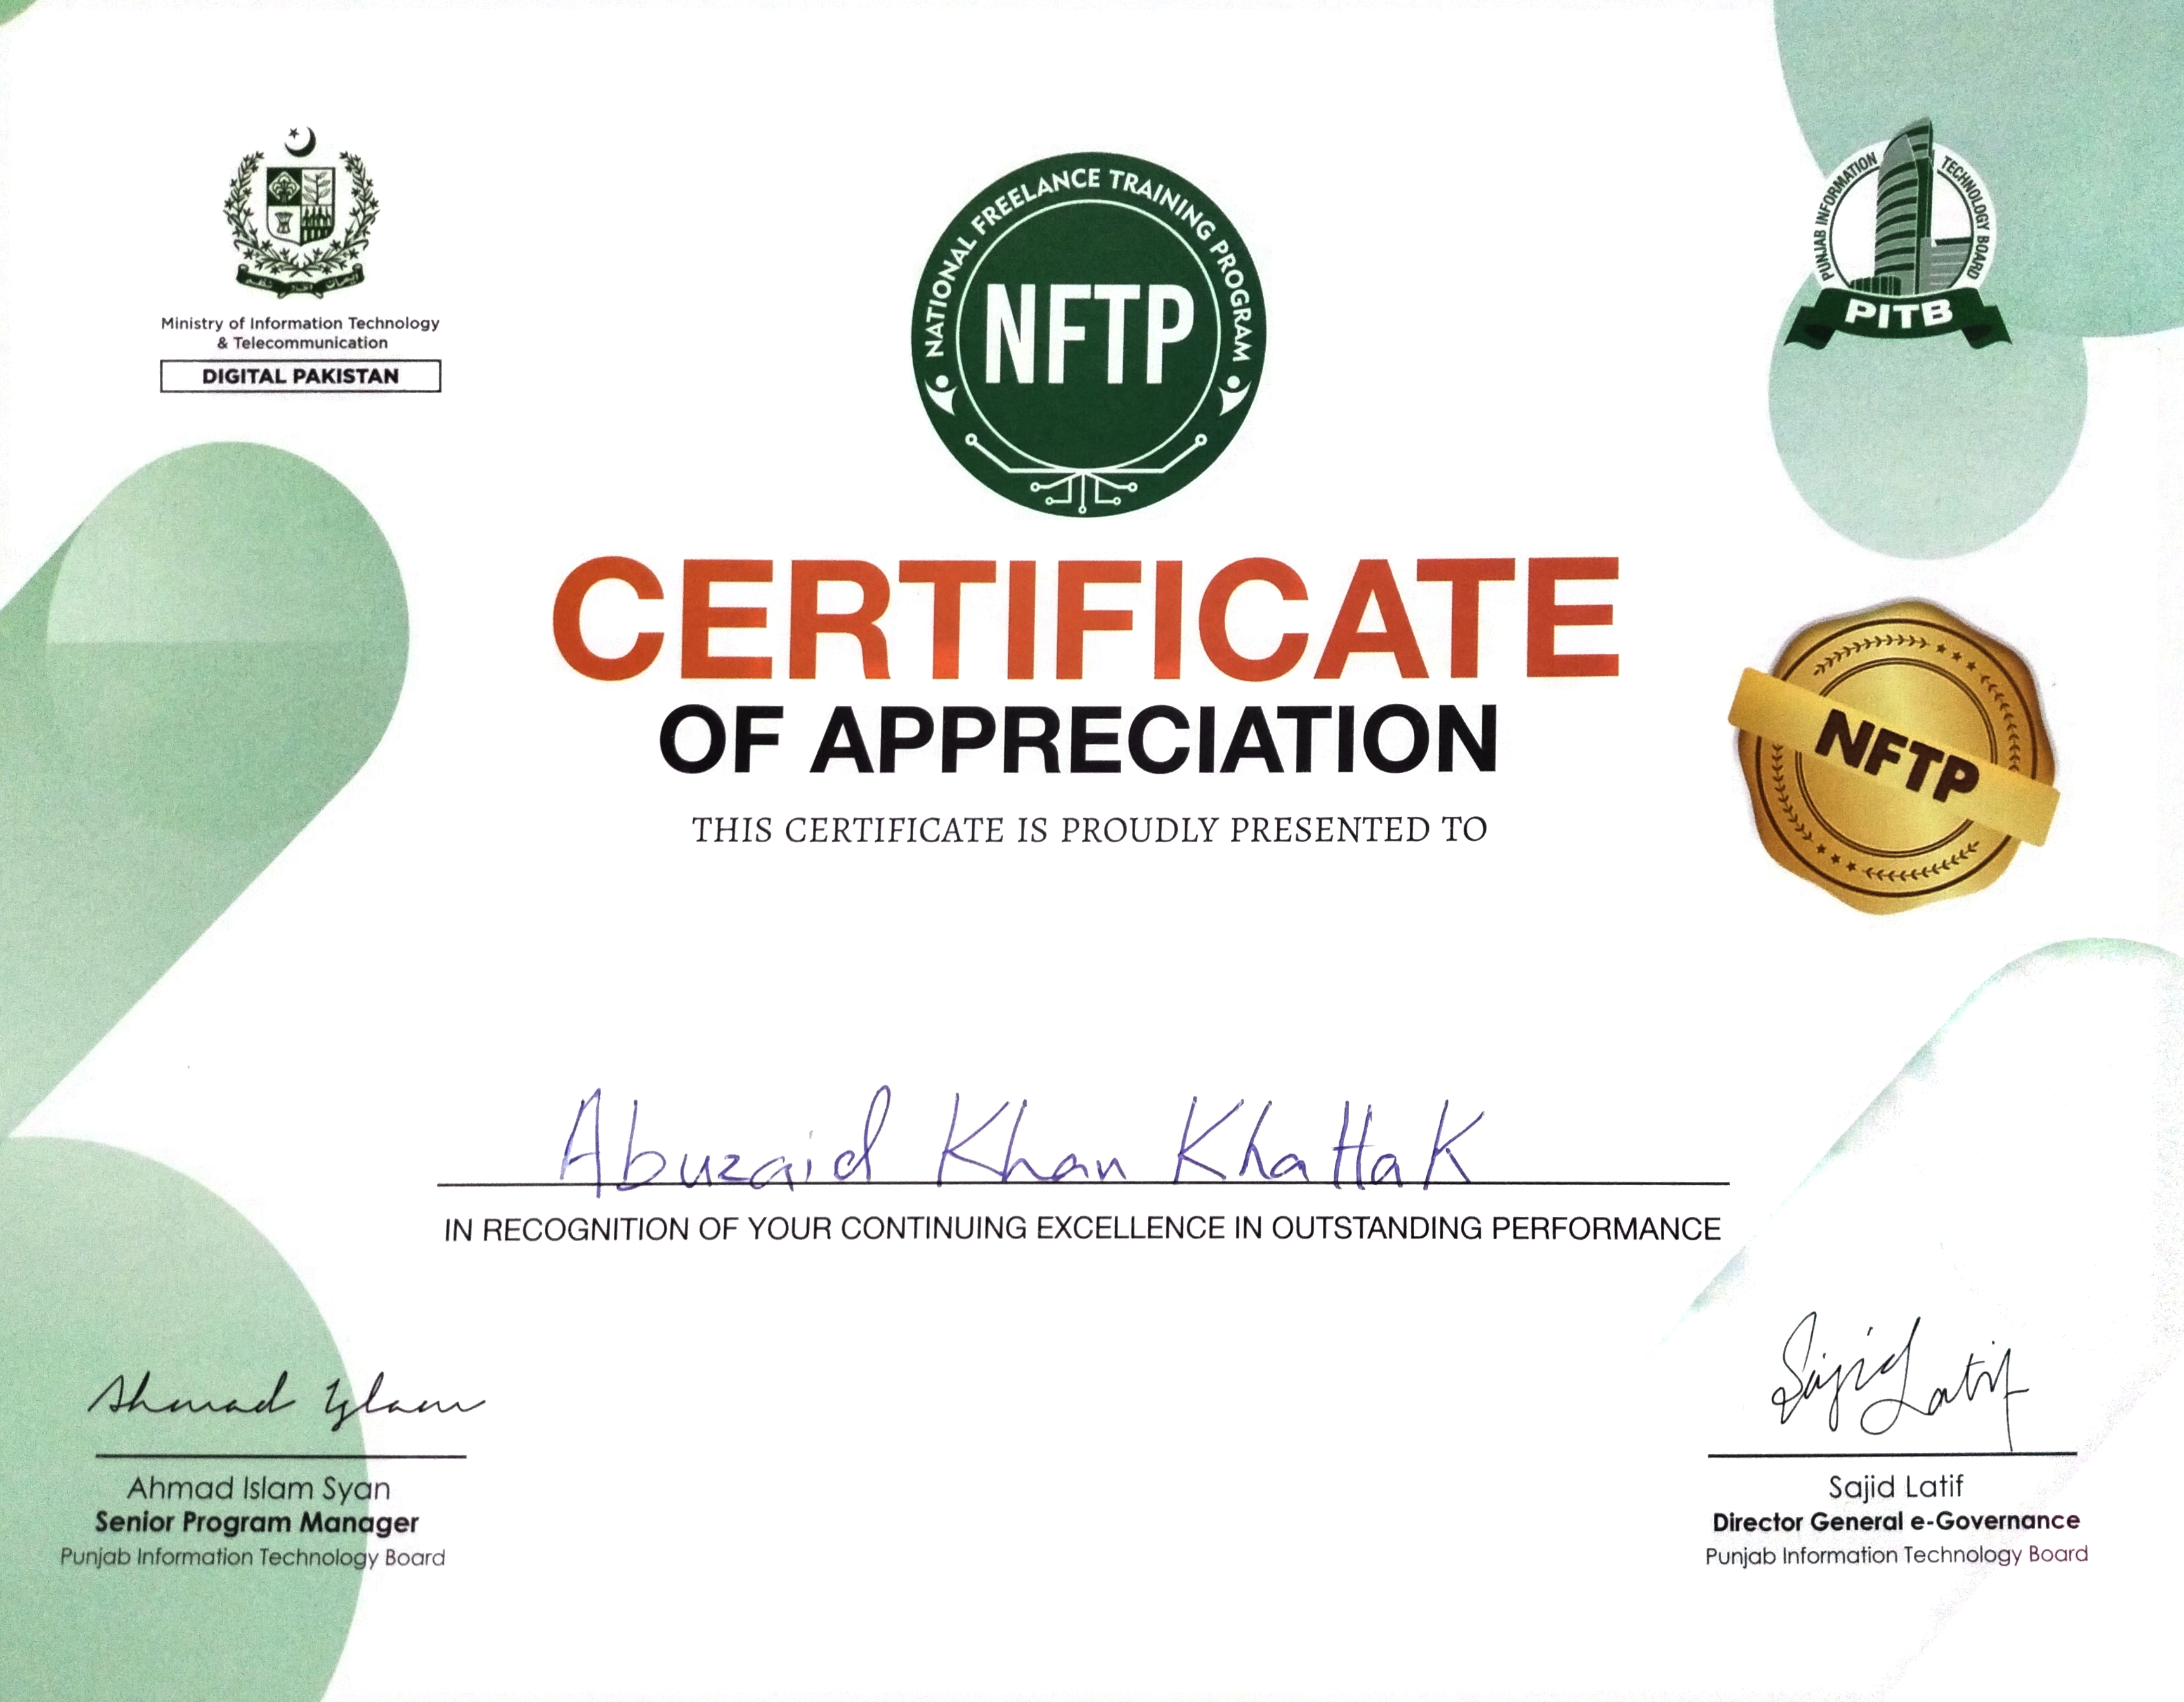 Ministry of Information Technology
& Telecommunication
DIGITAL PAKISTAN
NATIONAL FREELANCE TRAINING PROGRAM
NFTP
PUNJAB INFORMATION TECHNOLOGY BOARD
PITB
CERTIFICATE
OF APPRECIATION
THIS CERTIFICATE IS PROUDLY PRESENTED TO
NFTP
Abuzaid Khan Khattak
IN RECOGNITION OF YOUR CONTINUING EXCELLENCE IN OUTSTANDING PERFORMANCE
Ahmad Islam
Ahmad Islam Syan
Senior Program Manager
Punjab Information Technology Board
Sajid Latif
Sajid Latif
Director General e-Governance
Punjab Information Technology Board